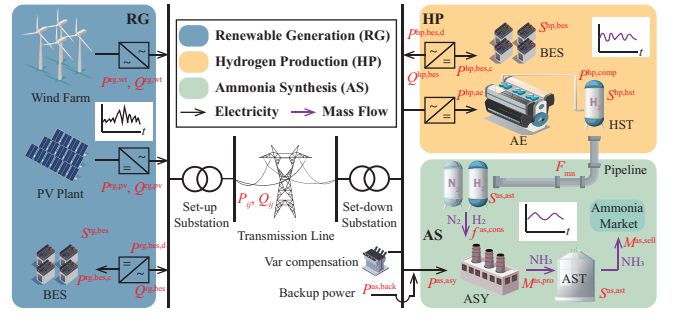 RG
Wind Farm
P^rg,wt, Q^rg,wt
t
PV Plant
P^rg,pv, Q^rg,pv
S^rg,bes
P^rg,bes,d
P^rg,bes,c
Q^rg,bes
BES
Renewable Generation (RG)
Hydrogen Production (HP)
Ammonia Synthesis (AS)
Electricity
Mass Flow
Set-up
Substation
P_ij, Q_ij
Transmission Line
Set-down
Substation
Var compensation
Backup power
P^as,back
HP
P^hp,bes,d
S^hp,bes
BES
t
Q^hp,bes
P^hp,bes,c
P^hp,comp
P^hp,ae
S^hp,hst
H2
AE
HST
F_mn
Pipeline
AS
N2
H2
S^as,ast
N₂
H₂
f^as,cons
t
Ammonia
Market
M^as,sell
P^as,asy
ASY
NH₃
M^as,pro
AST
NH₃
S^as,ast